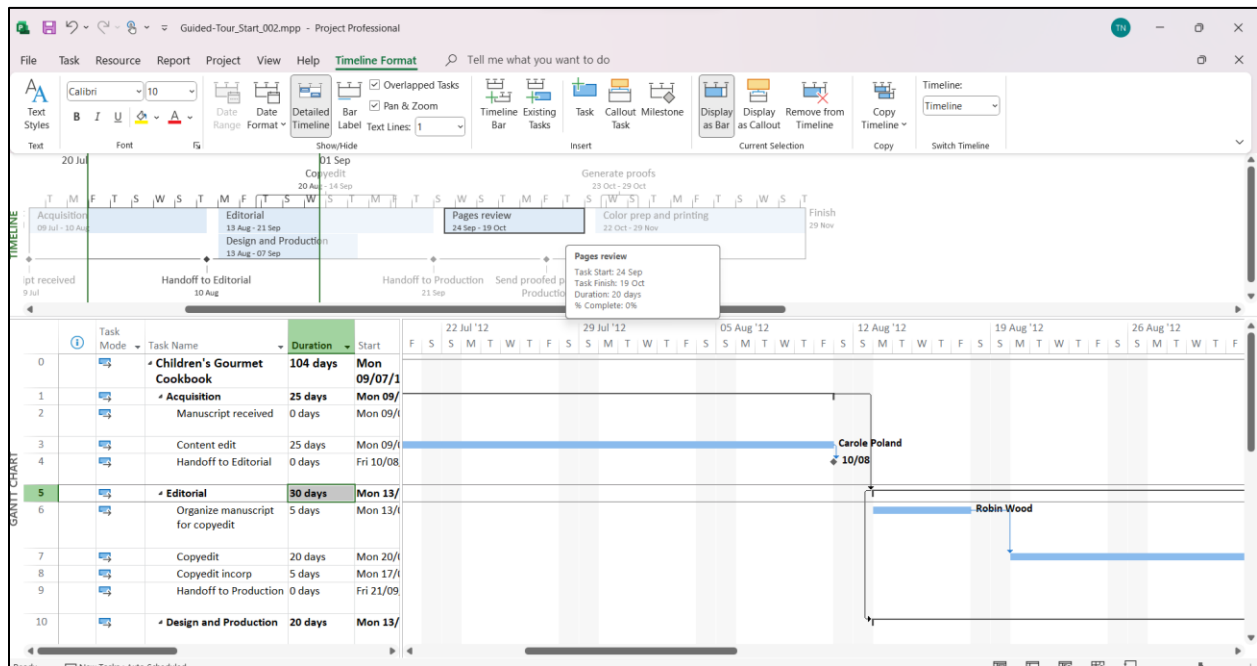 Guided-Tour_Start_002.mpp - Project Professional
TN
File Task Resource Report Project View Help Timeline Format Tell me what you want to do
Text Styles
Calibri 10
B I U A
Date Range
Date Format
Detailed Timeline
Bar Label
Overlapped Tasks
Pan & Zoom
Text Lines: 1
Timeline Bar
Existing Tasks
Task
Callout Task
Milestone
Display as Bar
Display as Callout
Remove from Timeline
Copy Timeline
Timeline:
Timeline
Text Font Show/Hide Insert Current Selection Copy Switch Timeline
20 Jul 01 Sep
Copyedit
20 Aug - 14 Sep
Generate proofs
23 Oct - 29 Oct
T M F T S W S T M F T S W S T M F T S W S T M F T S W S T M F T S W S T
TIMELINE
Acquisition
09 Jul - 10 Aug
Editorial
13 Aug - 21 Sep
Design and Production
13 Aug - 07 Sep
Pages review
24 Sep - 19 Oct
Color prep and printing
22 Oct - 29 Nov
Finish
29 Nov
ipt received
9 Jul
Handoff to Editorial
10 Aug
Handoff to Production
21 Sep
Send proofed p
Productio
Pages review
Task Start: 24 Sep
Task Finish: 19 Oct
Duration: 20 days
% Complete: 0%
GANTT CHART
Task Mode Task Name Duration Start
22 Jul '12 29 Jul '12 05 Aug '12 12 Aug '12 19 Aug '12 26 Aug '12
F S S M T W T F S S M T W T F S S M T W T F S S M T W T F S S M T W T F S S M T W T F
0 Children's Gourmet Cookbook 104 days Mon 09/07/1
1 Acquisition 25 days Mon 09/
2 Manuscript received 0 days Mon 09/0
3 Content edit 25 days Mon 09/0
Carole Poland
4 Handoff to Editorial 0 days Fri 10/08
10/08
5 Editorial 30 days Mon 13/
6 Organize manuscript for copyedit 5 days Mon 13/0
Robin Wood
7 Copyedit 20 days Mon 20/0
8 Copyedit incorp 5 days Mon 17/0
9 Handoff to Production 0 days Fri 21/09
10 Design and Production 20 days Mon 13/